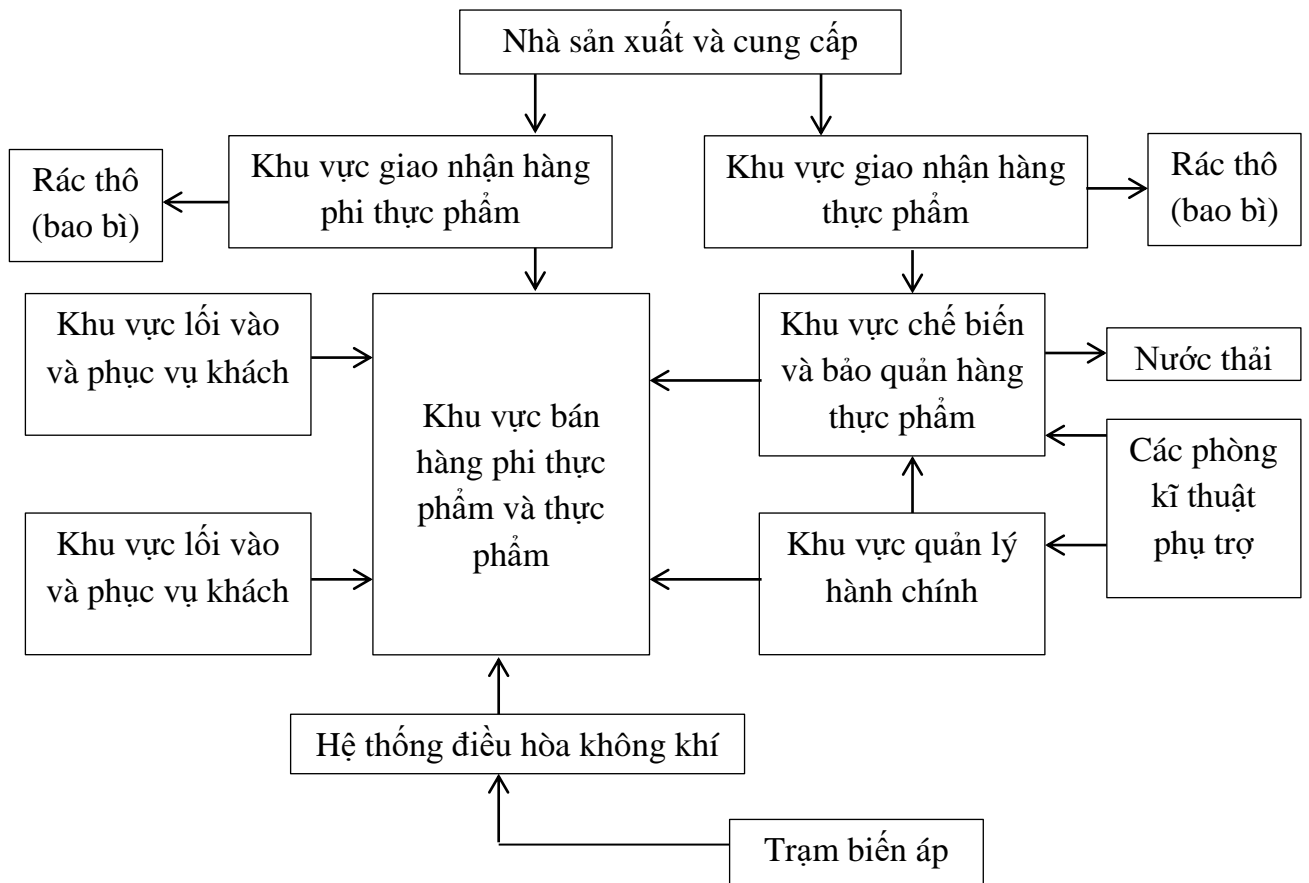 Nhà sản xuất và cung cấp
Rác thô
(bao bì)
Khu vực giao nhận hàng
phi thực phẩm
Khu vực giao nhận hàng
thực phẩm
Rác thô
(bao bì)
Khu vực lối vào
và phục vụ khách
Khu vực bán
hàng phi thực
phẩm và thực
phẩm
Khu vực chế biến
và bảo quản hàng
thực phẩm
Nước thải
Các phòng
kĩ thuật
phụ trợ
Khu vực lối vào
và phục vụ khách
Khu vực quản lý
hành chính
Hệ thống điều hòa không khí
Trạm biến áp